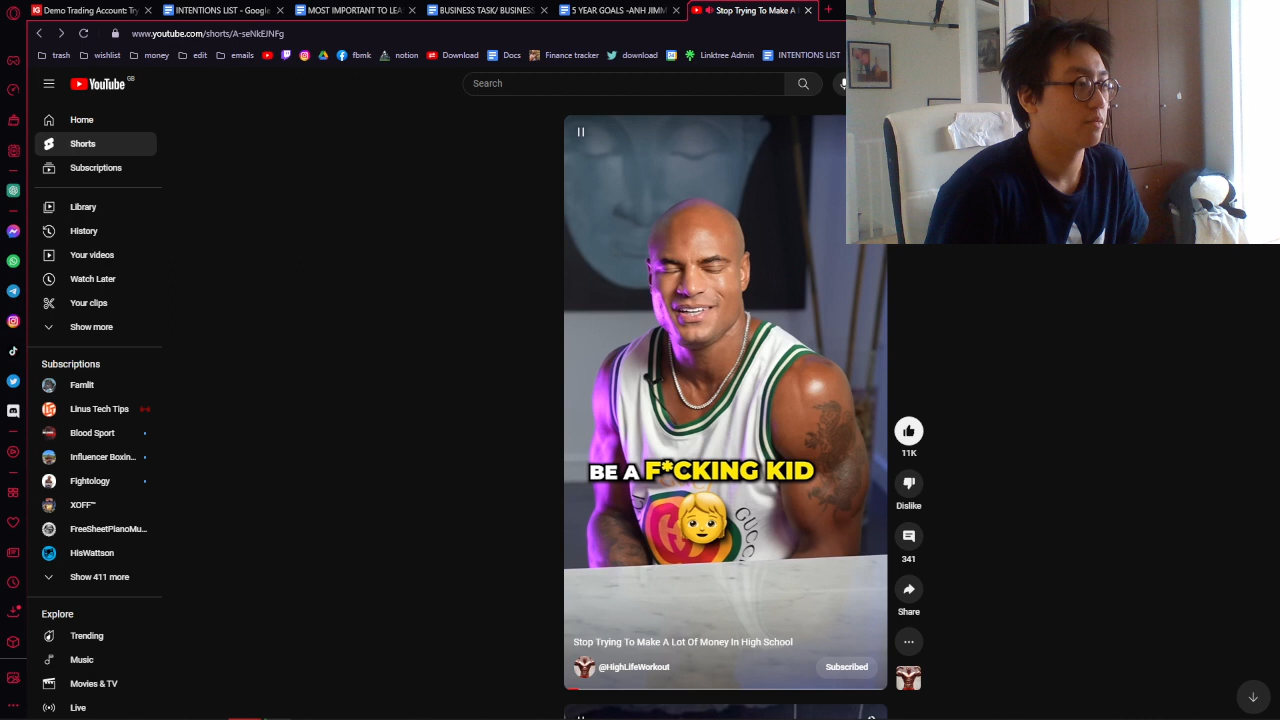 Demo Trading Account: Try
INTENTIONS LIST - Google
MOST IMPORTANT TO LEA
BUSINESS TASK/ BUSINESS
5 YEAR GOALS -ANH JIMM
Stop Trying To Make A L
www.youtube.com/shorts/A-seNkEJNFg
trash
wishlist
money
edit
emails
fbmk
notion
Download
Docs
Finance tracker
download
Linktree Admin
INTENTIONS LIST
YouTube
GB
Search
Home
Shorts
Subscriptions
Library
History
Your videos
Watch Later
Your clips
Show more
Subscriptions
Famlit
Linus Tech Tips
Blood Sport
Influencer Boxin...
Fightology
XOFF™
FreeSheetPianoMu...
HisWattson
Show 411 more
Explore
Trending
Music
Movies & TV
Live
BE A F*CKING KID
GUCC
Stop Trying To Make A Lot Of Money In High School
@HighLifeWorkout
Subscribed
11K
Dislike
341
Share